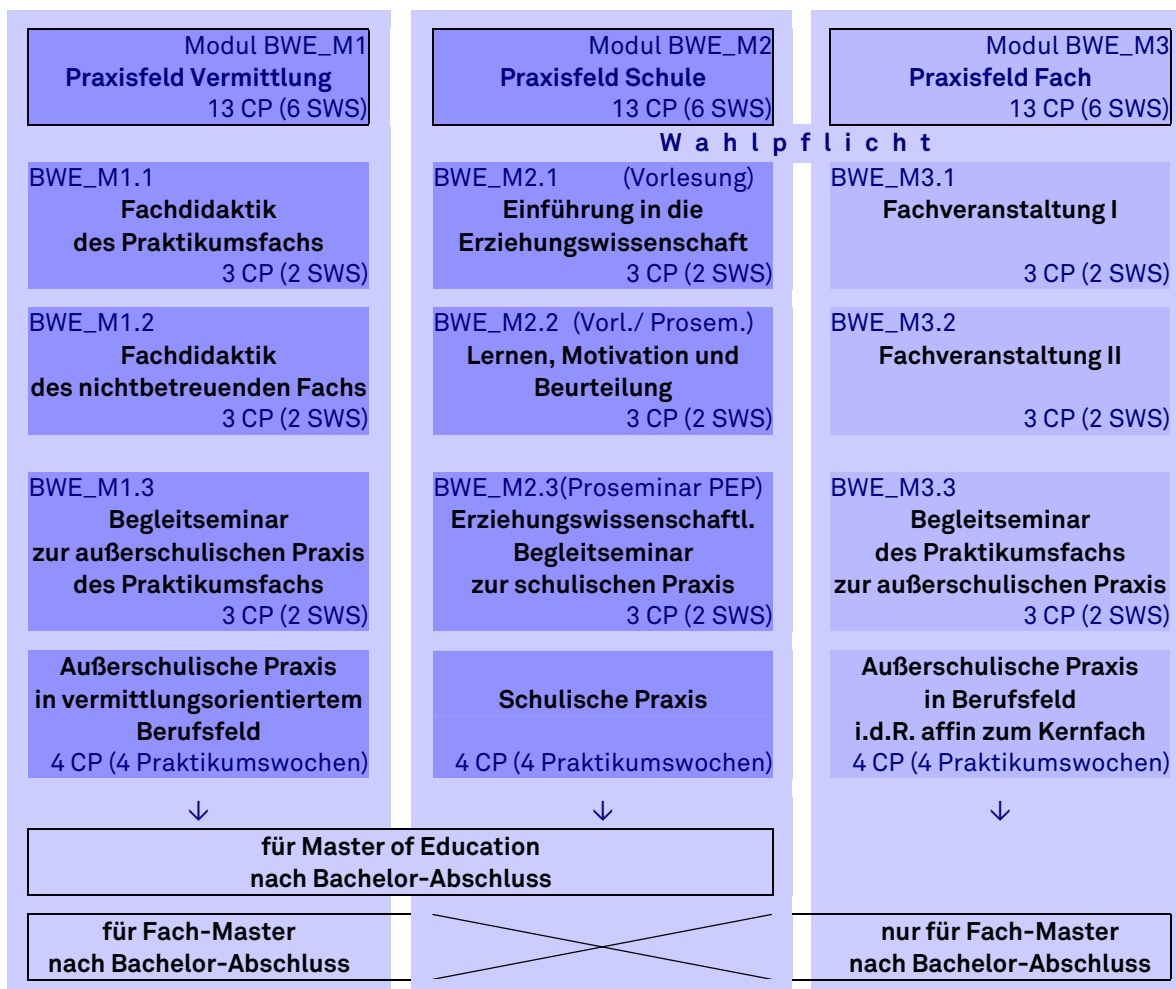 Modul BWE_M1
Praxisfeld Vermittlung
13 CP (6 SWS)
Modul BWE_M2
Praxisfeld Schule
13 CP (6 SWS)
Modul BWE_M3
Praxisfeld Fach
13 CP (6 SWS)
Wahlpflicht
BWE_M1.1
Fachdidaktik
des Praktikumsfachs
3 CP (2 SWS)
BWE_M2.1 (Vorlesung)
Einführung in die
Erziehungswissenschaft
3 CP (2 SWS)
BWE_M3.1
Fachveranstaltung I
3 CP (2 SWS)
BWE_M1.2
Fachdidaktik
des nichtbetreuenden Fachs
3 CP (2 SWS)
BWE_M2.2 (Vorl./ Prosem.)
Lernen, Motivation und
Beurteilung
3 CP (2 SWS)
BWE_M3.2
Fachveranstaltung II
3 CP (2 SWS)
BWE_M1.3
Begleitseminar
zur außerschulischen Praxis
des Praktikumsfachs
3 CP (2 SWS)
BWE_M2.3(Proseminar PEP)
Erziehungswissenschaftl.
Begleitseminar
zur schulischen Praxis
3 CP (2 SWS)
BWE_M3.3
Begleitseminar
des Praktikumsfachs
zur außerschulischen Praxis
3 CP (2 SWS)
Außerschulische Praxis
in vermittlungsorientiertem
Berufsfeld
4 CP (4 Praktikumswochen)
Schulische Praxis
4 CP (4 Praktikumswochen)
Außerschulische Praxis
in Berufsfeld
i.d.R. affin zum Kernfach
4 CP (4 Praktikumswochen)
↓
↓
↓
für Master of Education
nach Bachelor-Abschluss
für Fach-Master
nach Bachelor-Abschluss
nur für Fach-Master
nach Bachelor-Abschluss